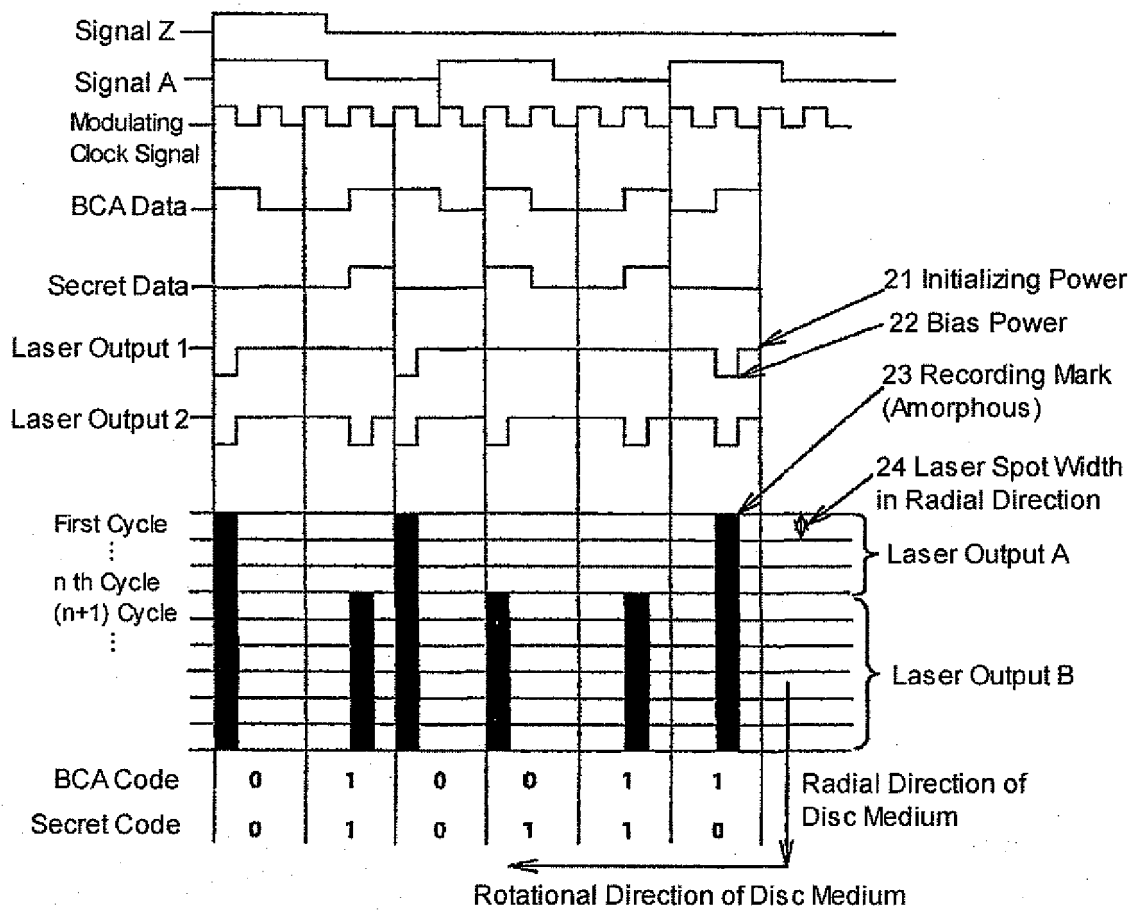 Signal Z
Signal A
Modulating
Clock Signal
BCA Data
Secret Data
Laser Output 1
Laser Output 2
21 Initializing Power
22 Bias Power
23 Recording Mark
(Amorphous)
24 Laser Spot Width
in Radial Direction
First Cycle
⋮
n th Cycle
(n+1) Cycle
⋮
Laser Output A
Laser Output B
BCA Code 0 1 0 0 1 1
Secret Code 0 1 0 1 1 0
Radial Direction of
Disc Medium
Rotational Direction of Disc Medium